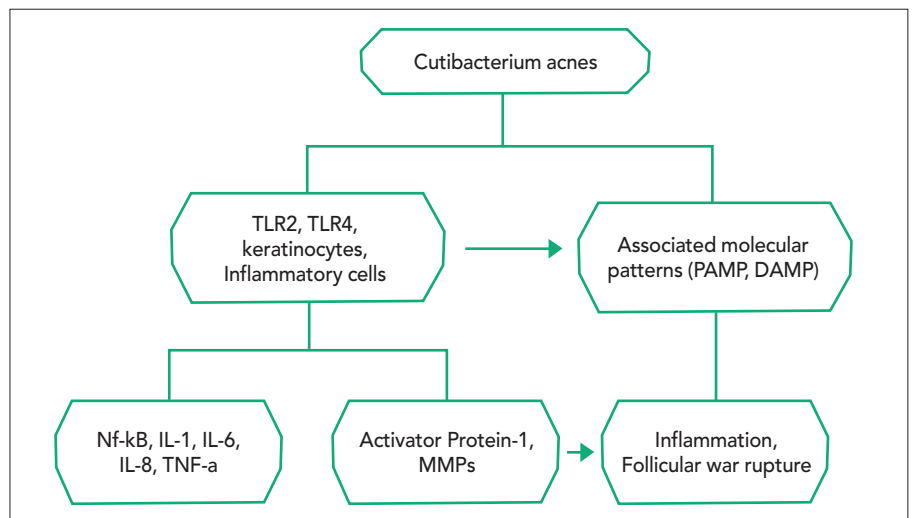 Cutibacterium acnes
TLR2, TLR4,
keratinocytes,
Inflammatory cells
Associated molecular
patterns (PAMP, DAMP)
Nf-kB, IL-1, IL-6,
IL-8, TNF-a
Activator Protein-1,
MMPs
Inflammation,
Follicular war rupture